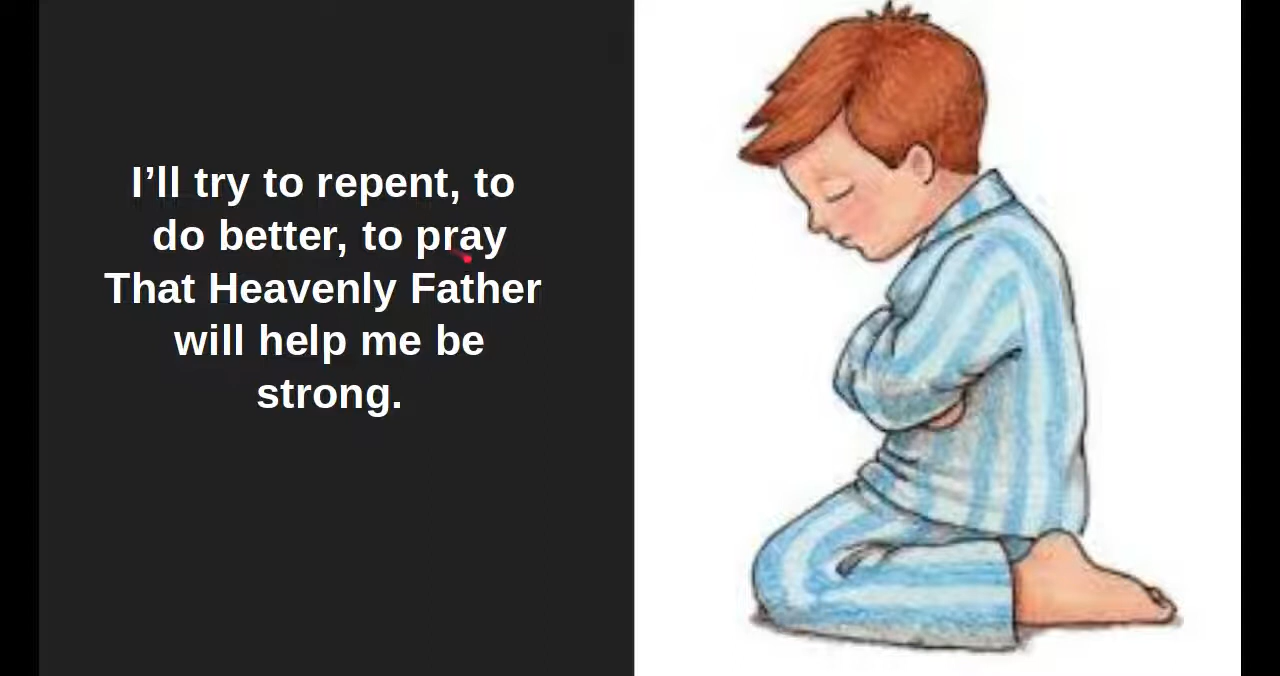 I’ll try to repent, to
do better, to pray
That Heavenly Father
will help me be
strong.